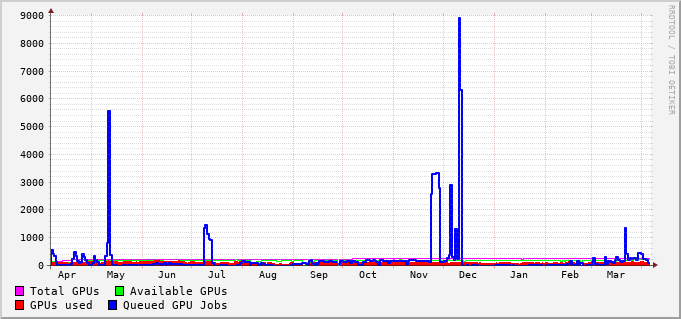 9000
8000
7000
6000
5000
4000
3000
2000
1000
0
Apr May Jun Jul Aug Sep Oct Nov Dec Jan Feb Mar
Total GPUs Available GPUs
GPUs used Queued GPU Jobs
RRDTOOL / TOBI OETIKER